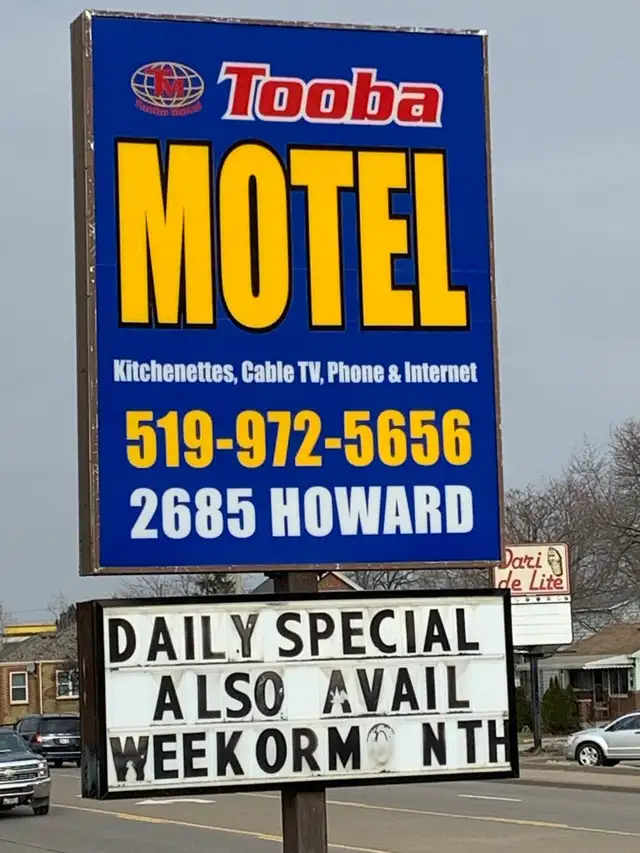 TM
Tooba
MOTEL
Kitchenettes, Cable TV, Phone & Internet
519-972-5656
2685 HOWARD
Dari
de Lite
DAILY SPECIAL
ALSO AVAIL
WEEKORM NTH